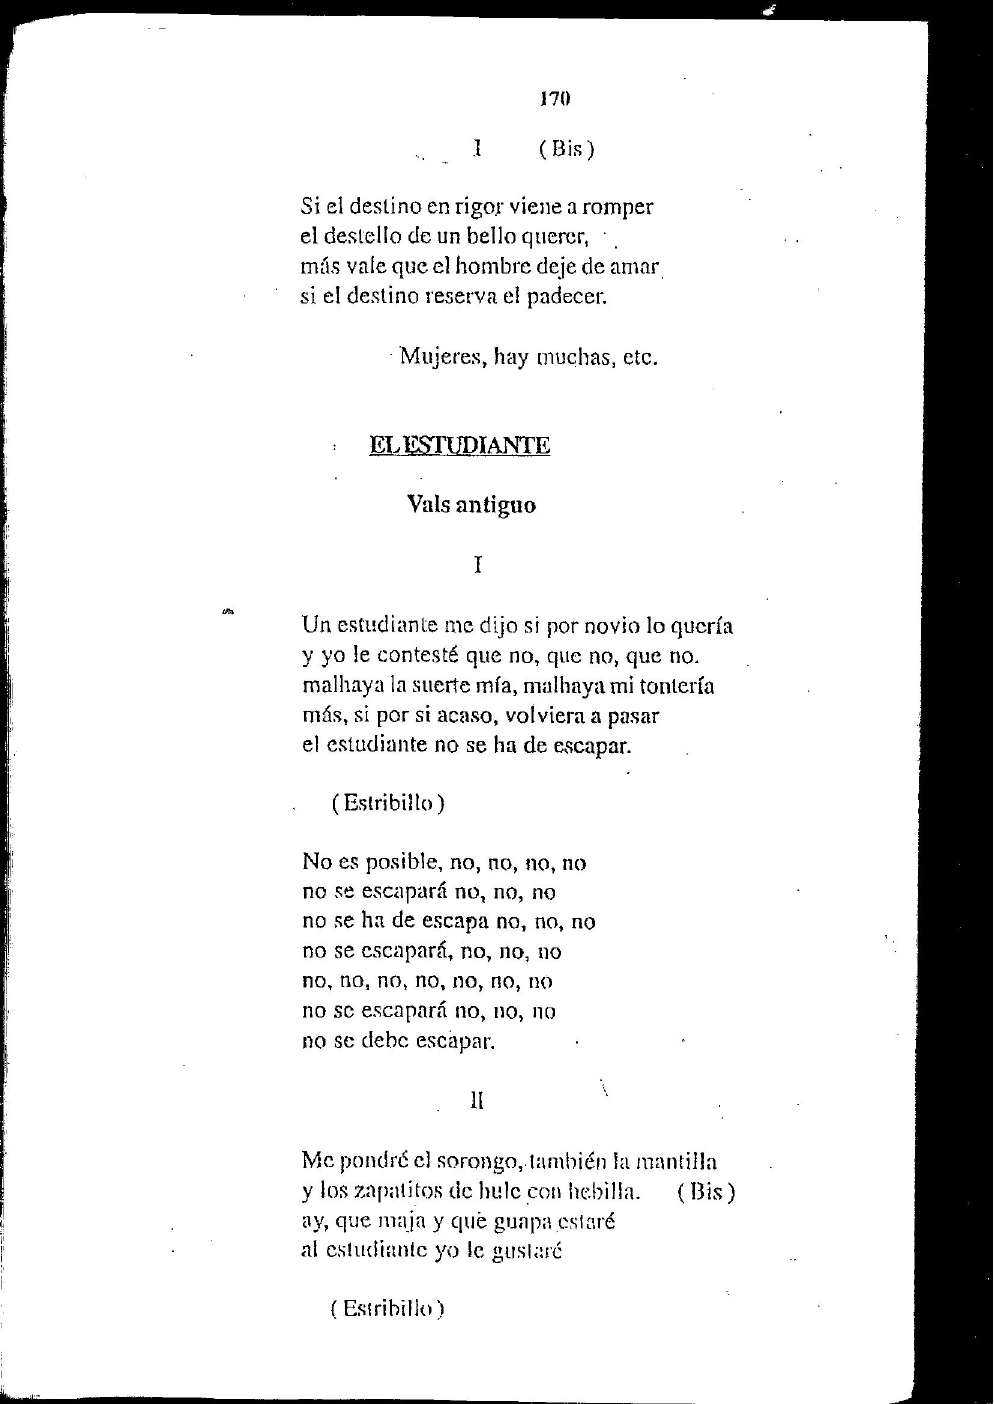 170
I (Bis)
Si el destino en rigor viene a romper
el destello de un bello querer,
más vale que el hombre deje de amar
si el destino reserva el padecer.
Mujeres, hay muchas, etc.
EL ESTUDIANTE
Vals antiguo
I
Un estudiante me dijo si por novio lo quería
y yo le contesté que no, que no, que no.
malhaya la suerte mía, malhaya mi tontería
más, si por si acaso, volviera a pasar
el estudiante no se ha de escapar.
(Estribillo)
No es posible, no, no, no, no
no se escapará no, no, no
no se ha de escapa no, no, no
no se escapará, no, no, no
no, no, no, no, no, no, no
no se escapará no, no, no
no se debe escapar.
II
Me pondré el sorongo, también la mantilla
y los zapatitos de hule con hebilla. (Bis)
ay, que maja y què guapa estaré
al estudiante yo le gustaré
(Estribillo)